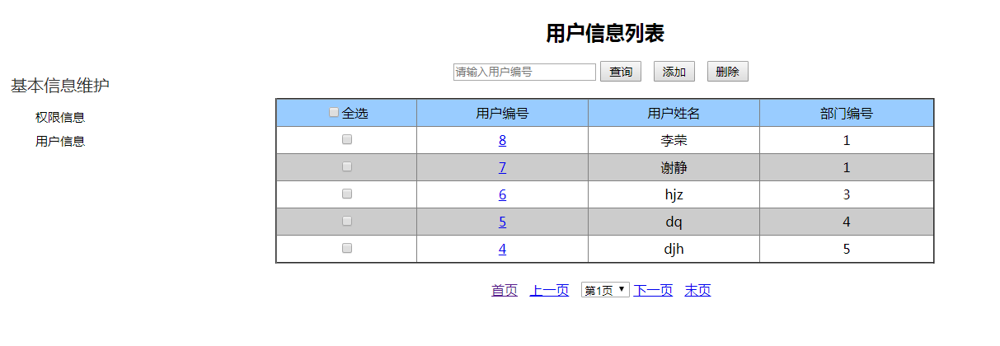 用户信息列表
请输入用户编号 查询 添加 删除
基本信息维护
权限信息
用户信息
全选 用户编号 用户姓名 部门编号
8 李荣 1
7 谢静 1
6 hjz 3
5 dq 4
4 djh 5
首页 上一页 第1页 下一页 末页